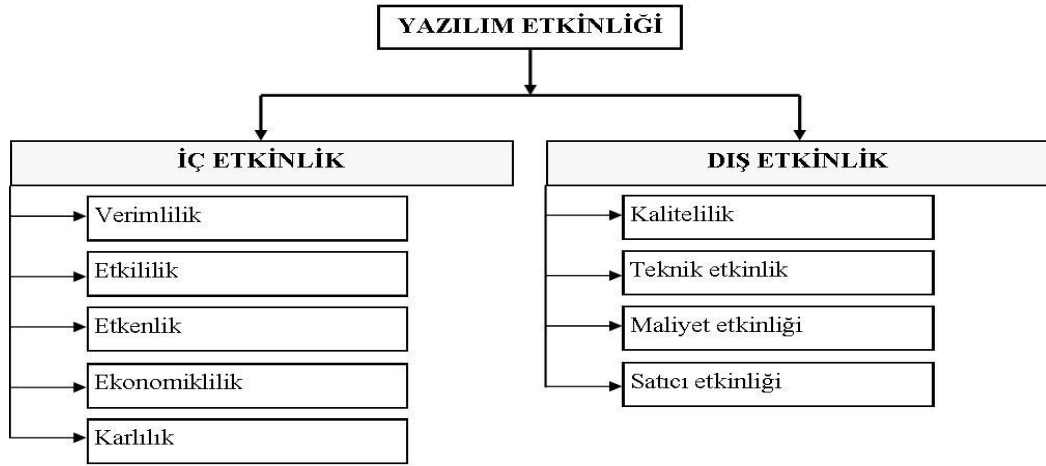 YAZILIM ETKİNLİĞİ
İÇ ETKİNLİK
Verimlilik
Etkililik
Etkenlik
Ekonomiklilik
Karlılık
DIŞ ETKİNLİK
Kalitelilik
Teknik etkinlik
Maliyet etkinliği
Satıcı etkinliği